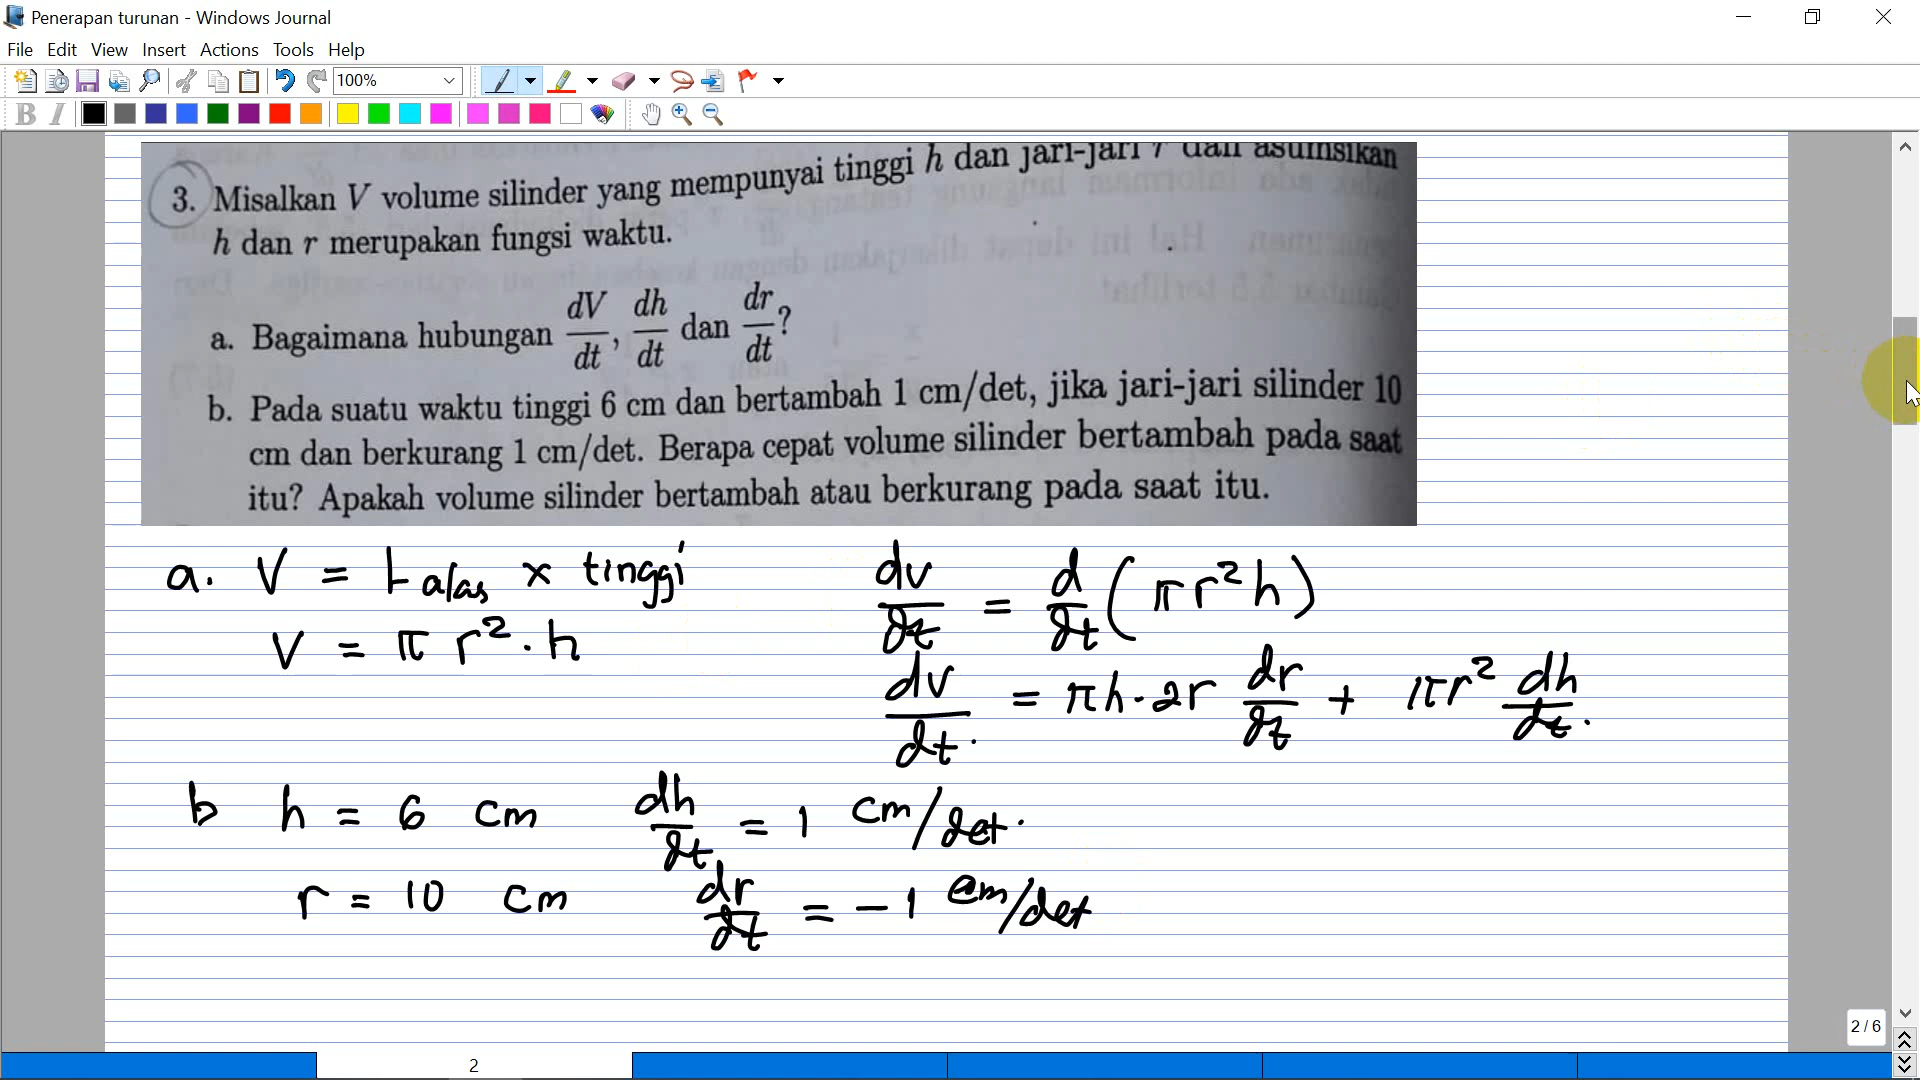 Penerapan turunan - Windows Journal
File Edit View Insert Actions Tools Help
100%
B I
3. Misalkan V volume silinder yang mempunyai tinggi h dan jari-jari r dan asumsikan
h dan r merupakan fungsi waktu.
a. Bagaimana hubungan dV/dt, dh/dt dan dr/dt?
b. Pada suatu waktu tinggi 6 cm dan bertambah 1 cm/det, jika jari-jari silinder 10
cm dan berkurang 1 cm/det. Berapa cepat volume silinder bertambah pada saat
itu? Apakah volume silinder bertambah atau berkurang pada saat itu.
a. V = L alas × tinggi
V = π r² . h
dv/dt = d/dt (π r² h)
dv/dt = πh . 2r dr/dt + πr² dh/dt.
b h = 6 cm dh/dt = 1 cm/det.
r = 10 cm dr/dt = -1 cm/det
2 / 6
2